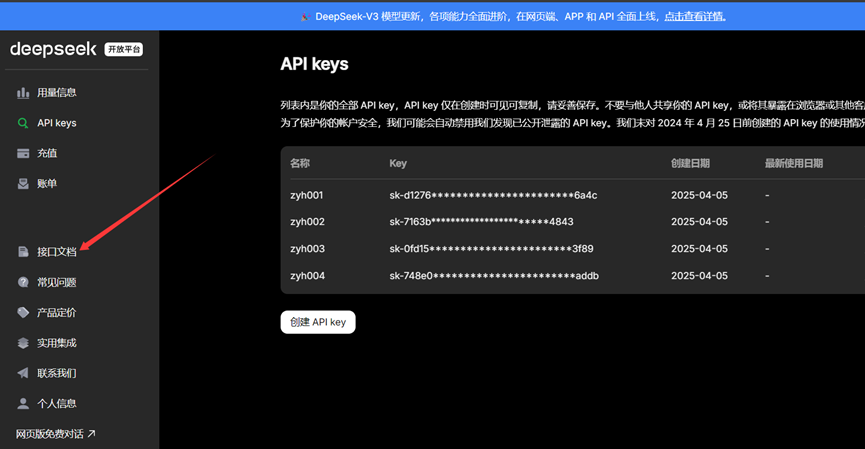 DeepSeek-V3 模型更新，各项能力全面进阶，在网页端、APP 和 API 全面上线，点击查看详情。
deepseek 开放平台
用量信息
API keys
充值
账单
接口文档
常见问题
产品定价
实用集成
联系我们
个人信息
网页版免费对话
API keys
列表内是你的全部 API key，API key 仅在创建时可见可复制，请妥善保存。不要与他人共享你的 API key，或将其暴露在浏览器或其他客
为了保护你的帐户安全，我们可能会自动禁用我们发现已公开泄露的 API key。我们未对 2024 年 4 月 25 日前创建的 API key 的使用情况
名称 Key 创建日期 最新使用日期
zyh001 sk-d1276************************6a4c 2025-04-05 -
zyh002 sk-7163b************************4843 2025-04-05 -
zyh003 sk-0fd15************************3f89 2025-04-05 -
zyh004 sk-748e0************************addb 2025-04-05 -
创建 API key